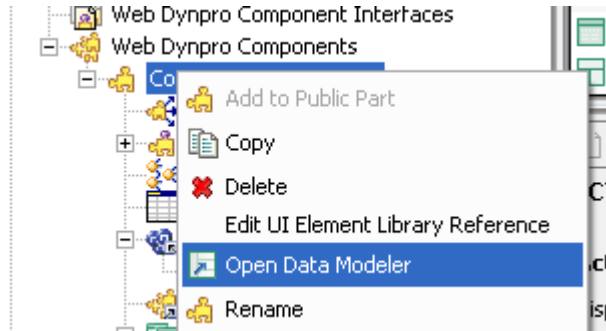 Web Dynpro Component Interfaces
Web Dynpro Components
Co
Add to Public Part
Copy
Delete
Edit UI Element Library Reference
Open Data Modeler
Rename